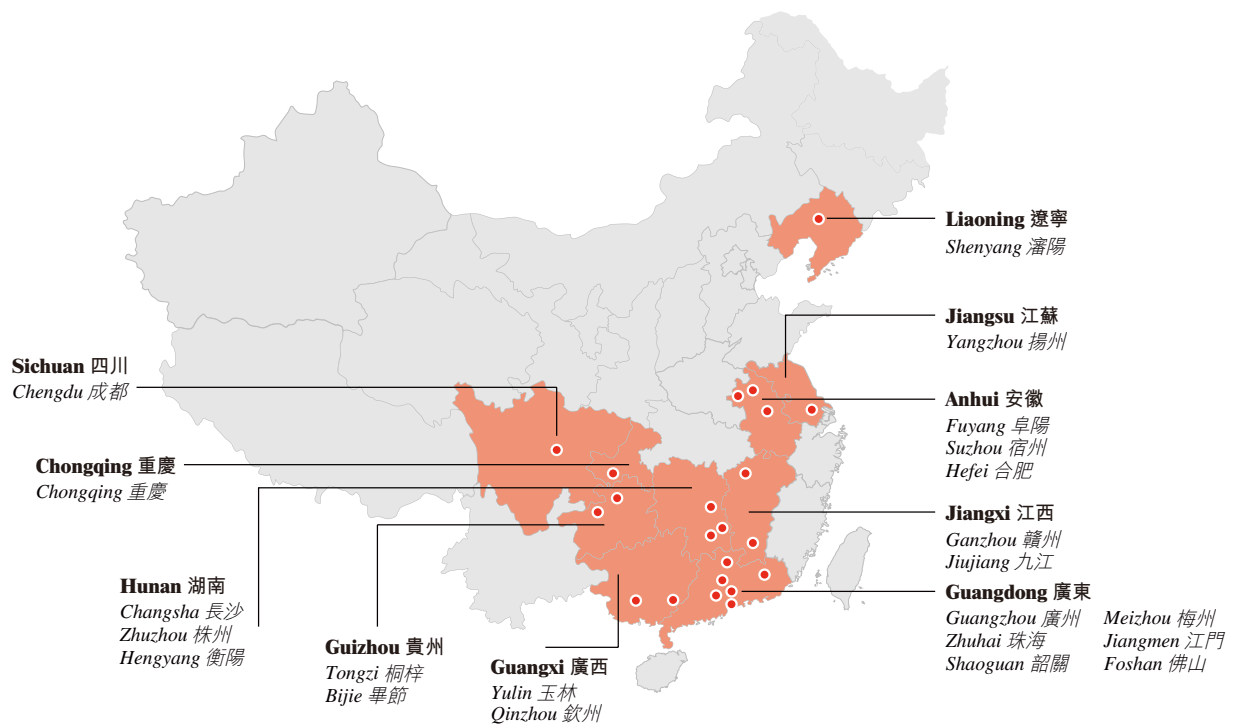 Liaoning 遼寧
Shenyang 瀋陽
Jiangsu 江蘇
Yangzhou 揚州
Sichuan 四川
Chengdu 成都
Anhui 安徽
Fuyang 阜陽
Suzhou 宿州
Hefei 合肥
Chongqing 重慶
Chongqing 重慶
Jiangxi 江西
Ganzhou 贛州
Jiujiang 九江
Hunan 湖南
Changsha 長沙
Zhuzhou 株州
Hengyang 衡陽
Guizhou 貴州
Tongzi 桐梓
Bijie 畢節
Guangxi 廣西
Yulin 玉林
Qinzhou 欽州
Guangdong 廣東
Guangzhou 廣州 Meizhou 梅州
Zhuhai 珠海 Jiangmen 江門
Shaoguan 韶關 Foshan 佛山